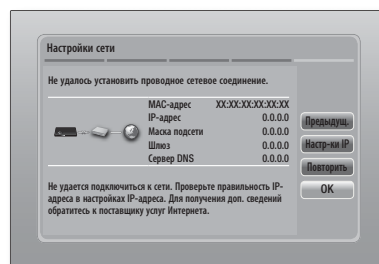 Настройки сети
Не удалось установить проводное сетевое соединение.
MAC-адрес XX:XX:XX:XX:XX:XX
IP-адрес 0.0.0.0
Маска подсети 0.0.0.0
Шлюз 0.0.0.0
Сервер DNS 0.0.0.0
Предыдущ.
Настр-ки IP
Повторить
OK
Не удается подключиться к сети. Проверьте правильность IP-
адреса в настройках IP-адреса. Для получения доп. сведений
обратитесь к поставщику услуг Интернета.